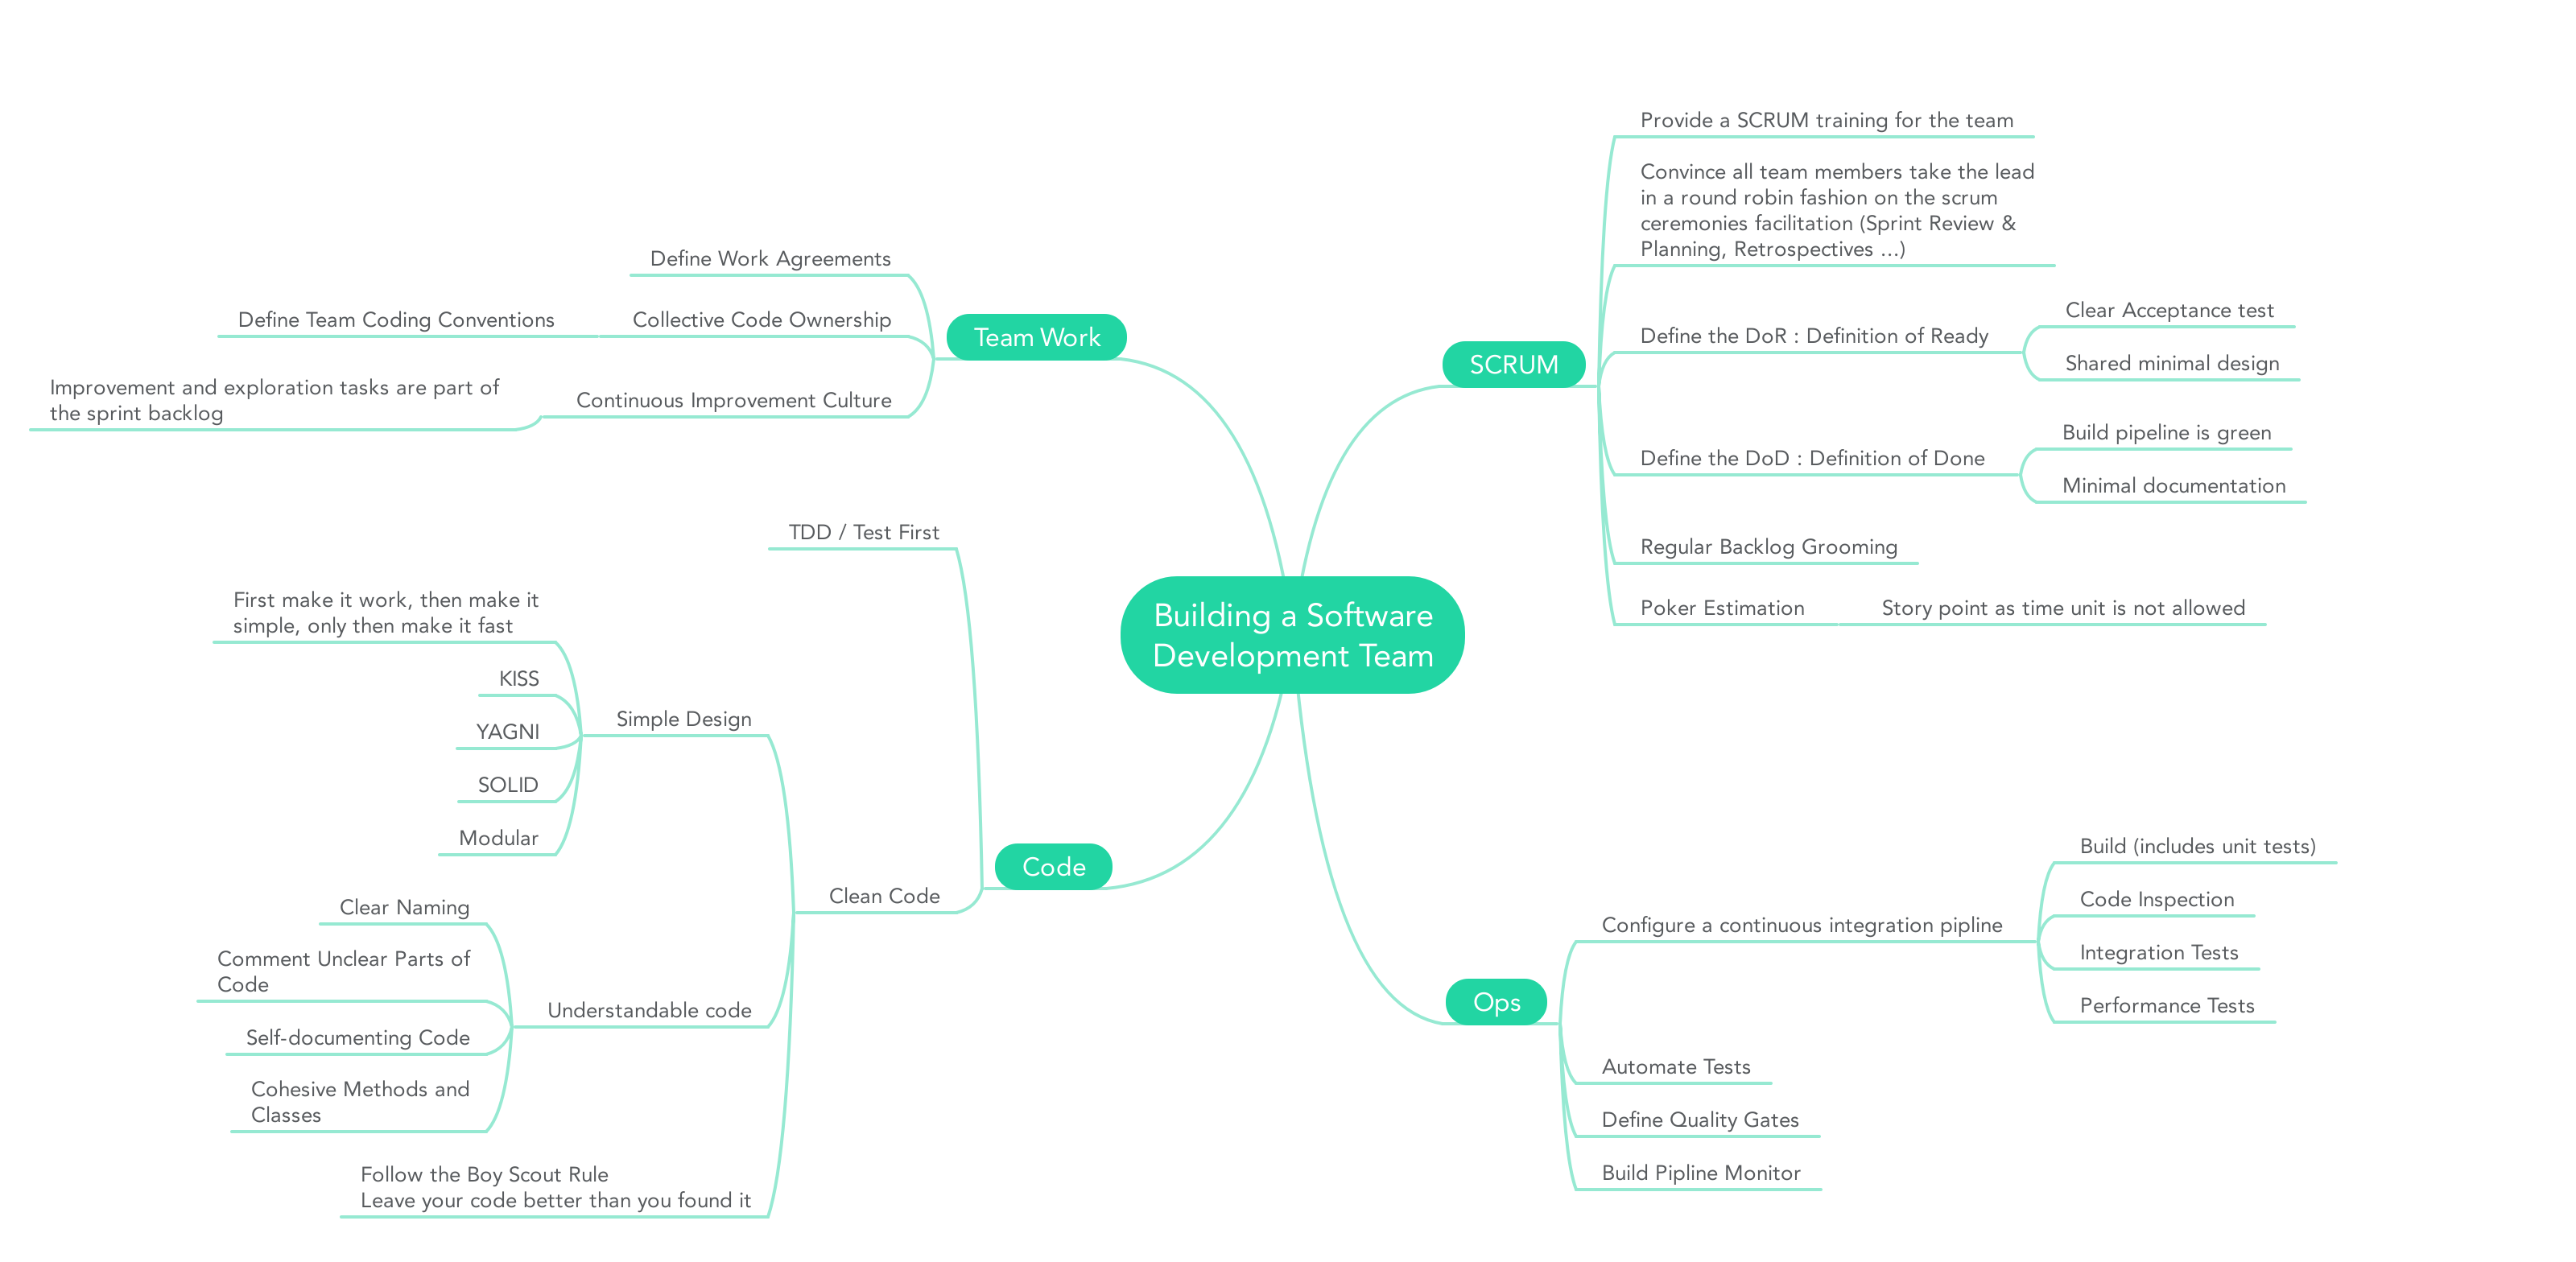 Building a Software
Development Team
Team Work
Define Work Agreements
Collective Code Ownership
Define Team Coding Conventions
Continuous Improvement Culture
Improvement and exploration tasks are part of
the sprint backlog
Code
TDD / Test First
Clean Code
Simple Design
First make it work, then make it
simple, only then make it fast
KISS
YAGNI
SOLID
Modular
Understandable code
Clear Naming
Comment Unclear Parts of
Code
Self-documenting Code
Cohesive Methods and
Classes
Follow the Boy Scout Rule
Leave your code better than you found it
SCRUM
Provide a SCRUM training for the team
Convince all team members take the lead
in a round robin fashion on the scrum
ceremonies facilitation (Sprint Review &
Planning, Retrospectives ...)
Define the DoR : Definition of Ready
Clear Acceptance test
Shared minimal design
Define the DoD : Definition of Done
Build pipeline is green
Minimal documentation
Regular Backlog Grooming
Poker Estimation
Story point as time unit is not allowed
Ops
Configure a continuous integration pipline
Build (includes unit tests)
Code Inspection
Integration Tests
Performance Tests
Automate Tests
Define Quality Gates
Build Pipline Monitor